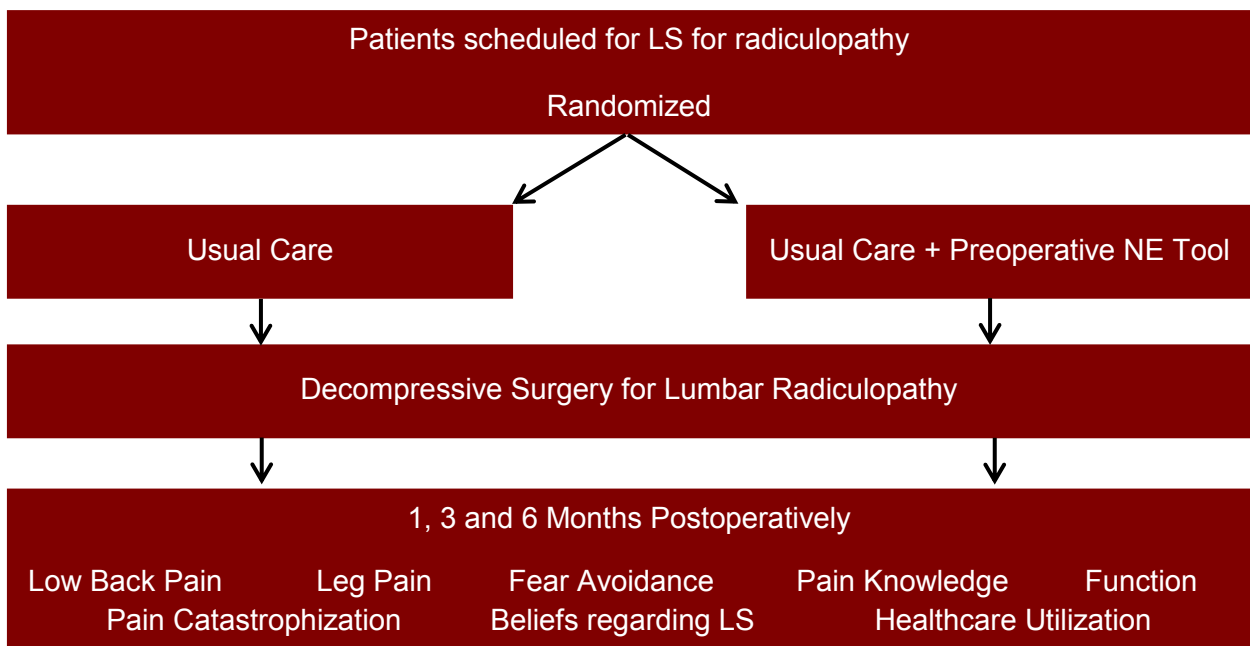 Patients scheduled for LS for radiculopathy
Randomized
Usual Care
Usual Care + Preoperative NE Tool
Decompressive Surgery for Lumbar Radiculopathy
1, 3 and 6 Months Postoperatively
Low Back Pain Leg Pain Fear Avoidance Pain Knowledge Function
Pain Catastrophization Beliefs regarding LS Healthcare Utilization